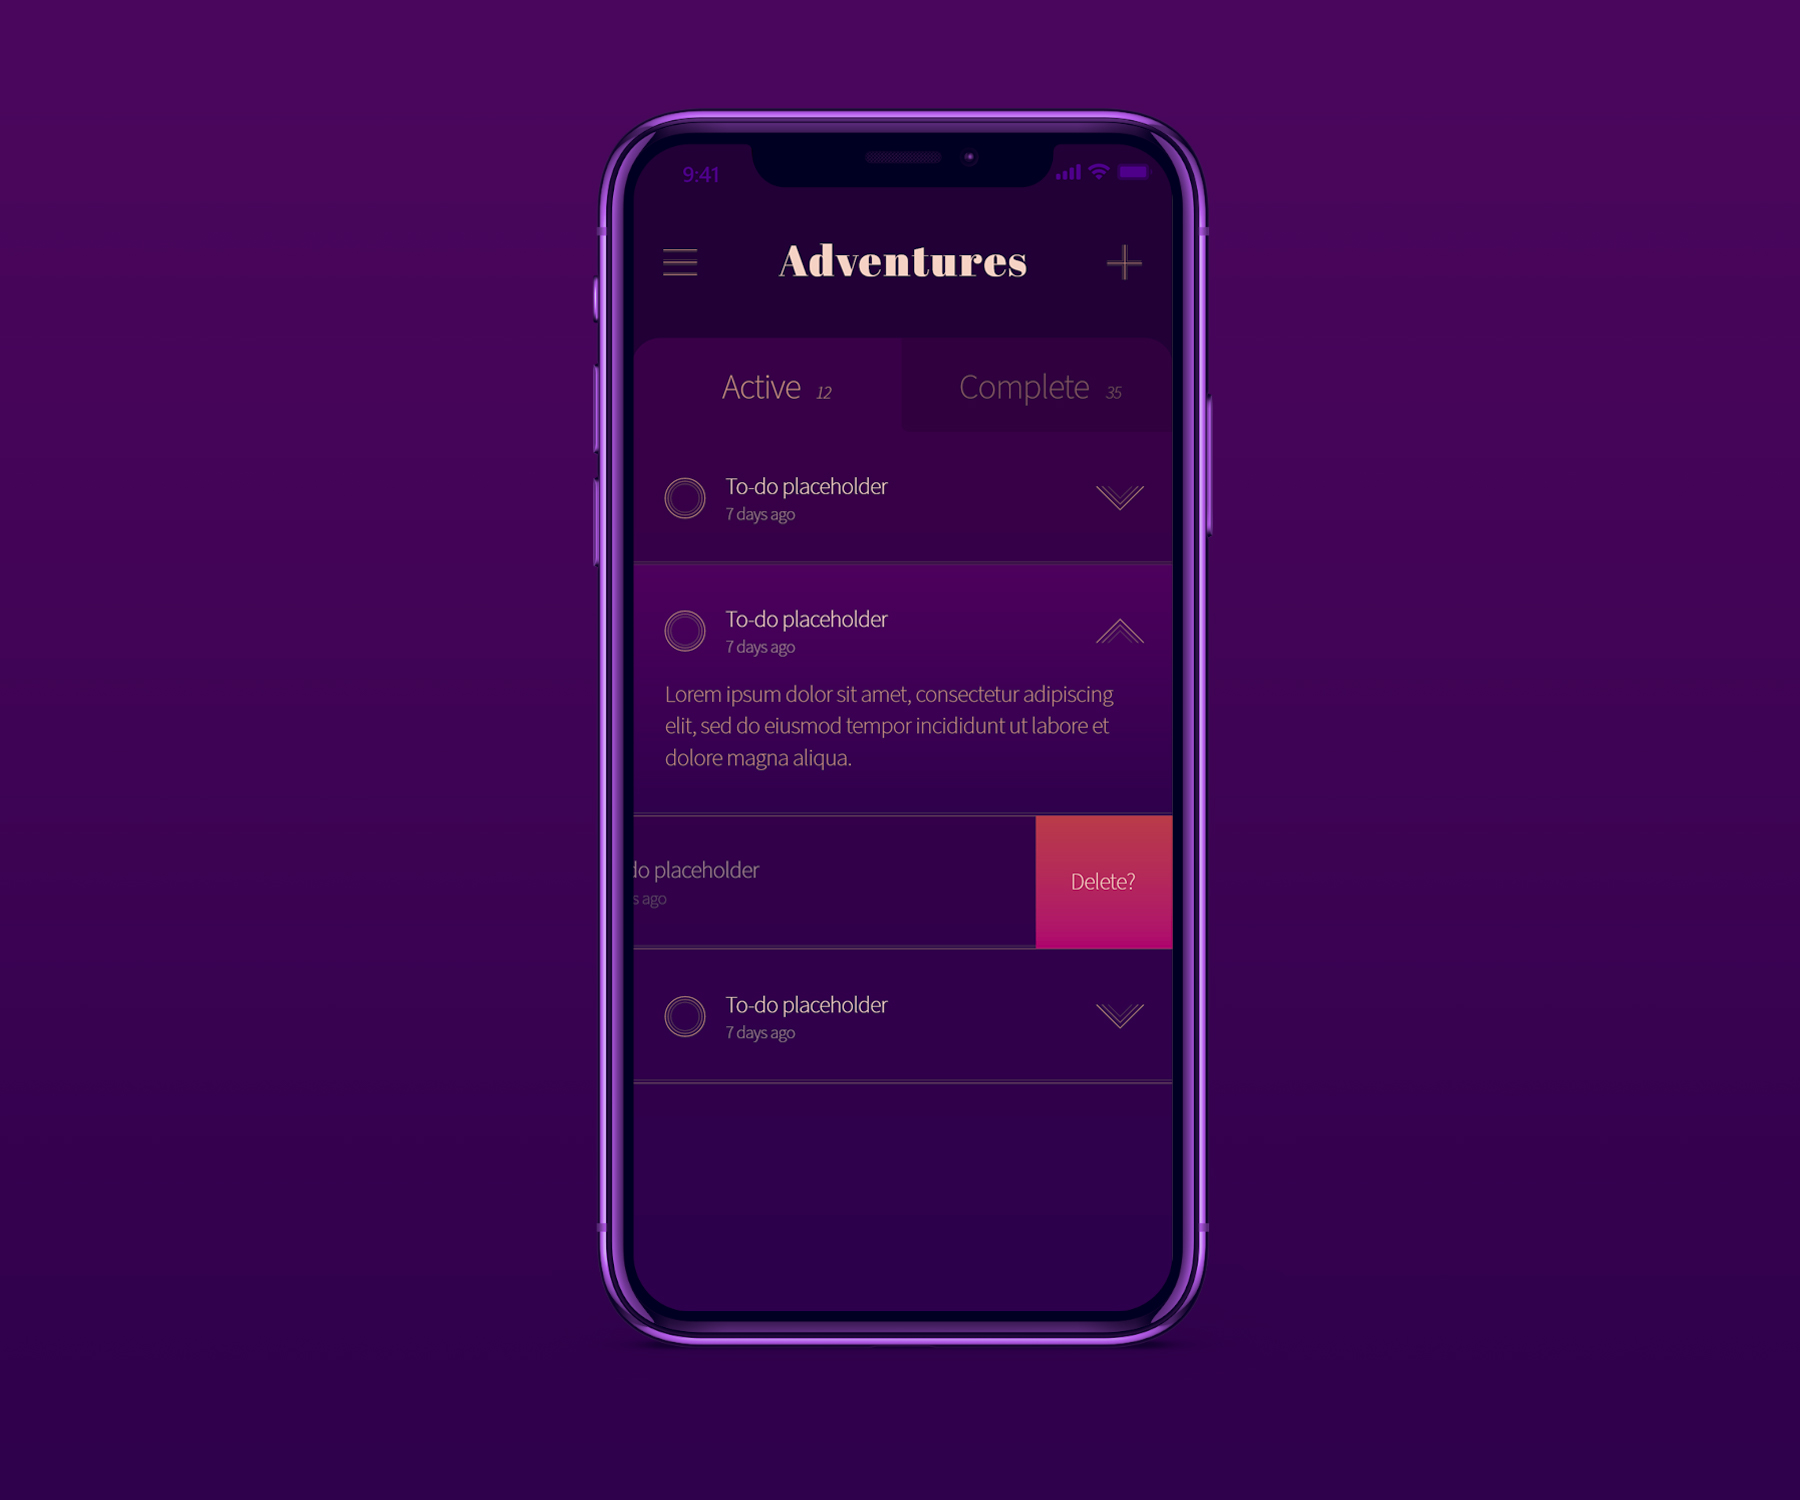 9:41
Adventures
Active 12
Complete 35
To-do placeholder
7 days ago
To-do placeholder
7 days ago
Lorem ipsum dolor sit amet, consectetur adipiscing
elit, sed do eiusmod tempor incididunt ut labore et
dolore magna aliqua.
do placeholder
s ago
Delete?
To-do placeholder
7 days ago